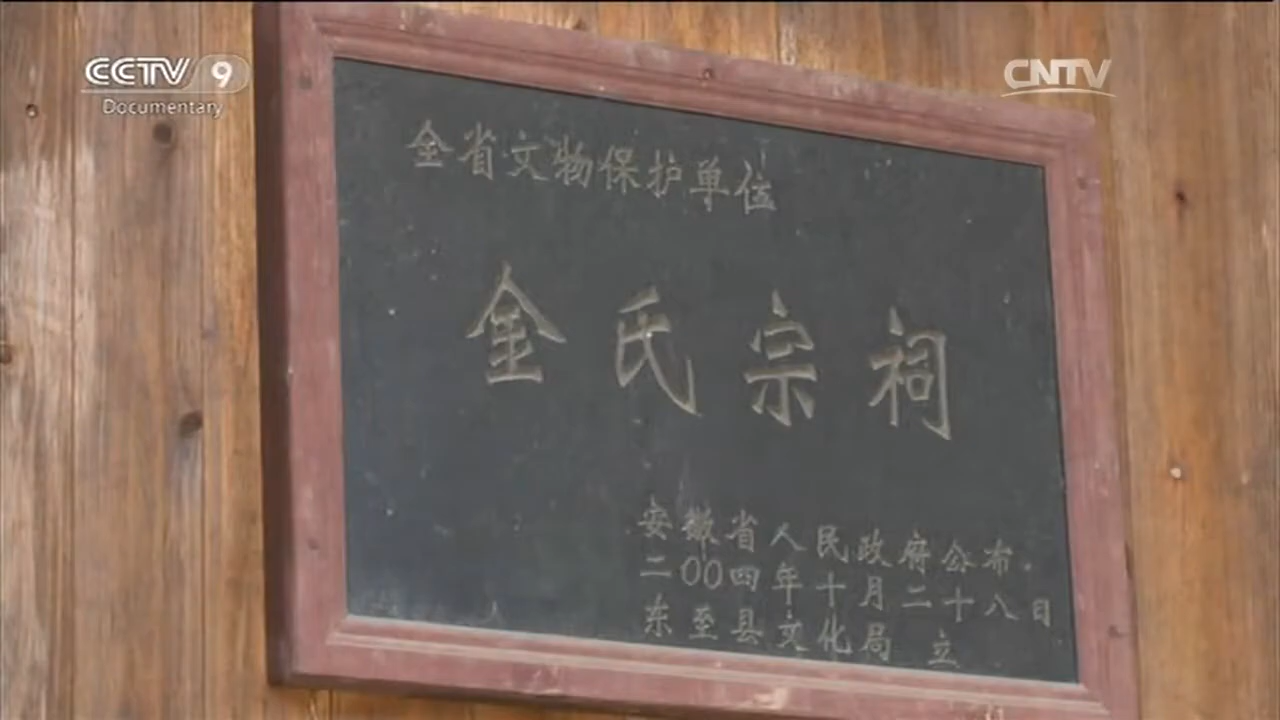 CCTV 9
Documentary
CNTV
全省文物保护单位
金氏宗祠
安徽省人民政府公布
二〇〇四年十月二十八日
东至县文化局 立